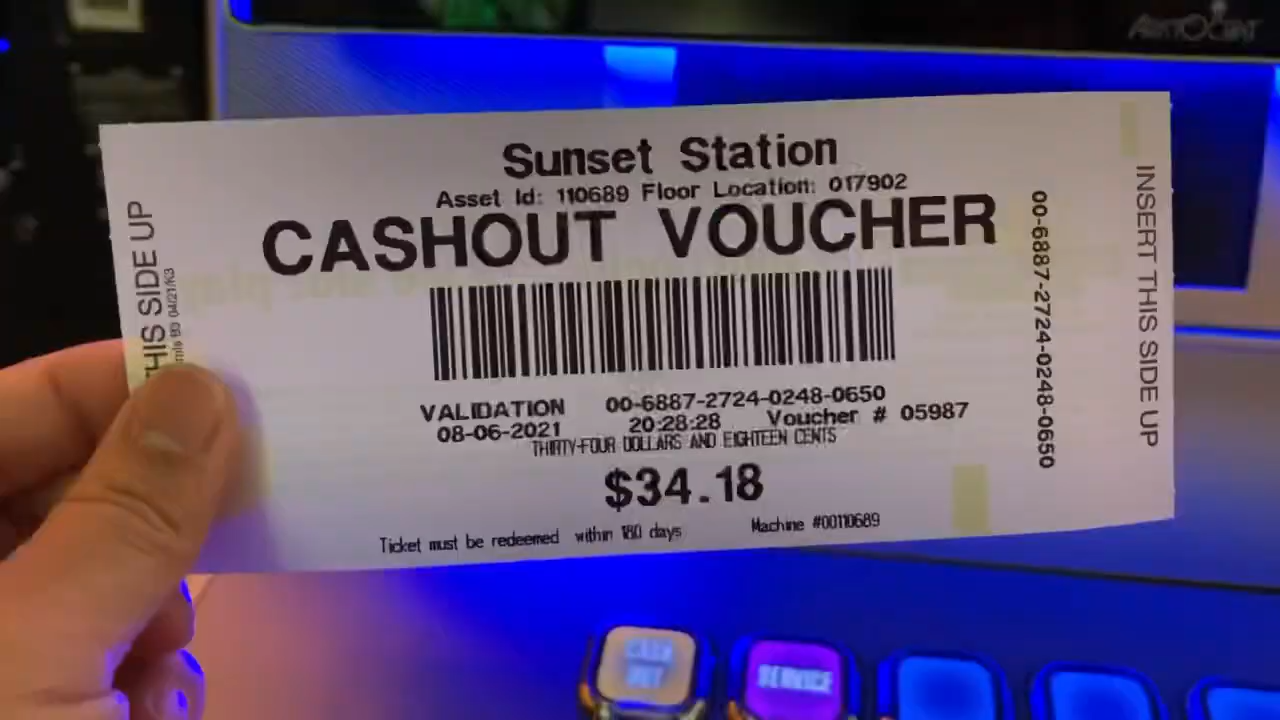 Sunset Station
Asset Id: 110689 Floor Location: 017902
CASHOUT VOUCHER
VALIDATION 00-6887-2724-0248-0650
08-06-2021 20:28:28 Voucher # 05987
THIRTY-FOUR DOLLARS AND EIGHTEEN CENTS
$34.18
Ticket must be redeemed within 180 days Machine #00110689
THIS SIDE UP
00-6887-2724-0248-0650
INSERT THIS SIDE UP
CASH
OUT
SERVICE